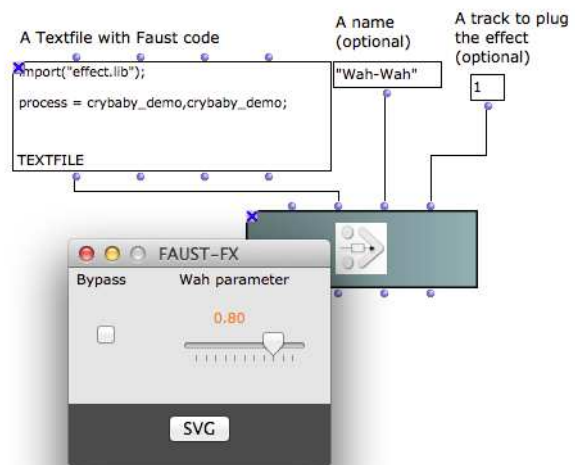 A Textfile with Faust code
A name
(optional)
A track to plug
the effect
(optional)
import("effect.lib");
process = crybaby_demo,crybaby_demo;
TEXTFILE
"Wah-Wah"
1
FAUST-FX
Bypass
Wah parameter
0.80
SVG